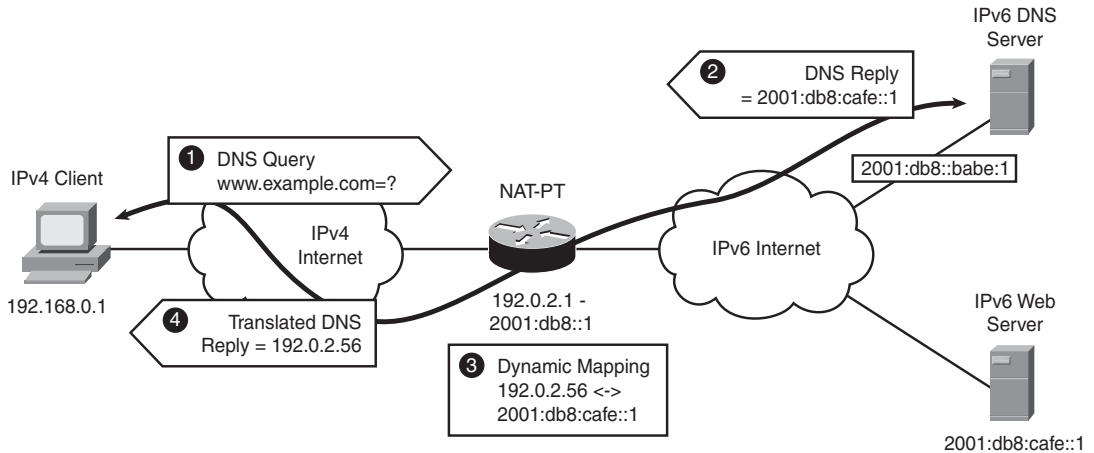 IPv6 DNS
Server
2
DNS Reply
= 2001:db8:cafe::1
1
DNS Query
www.example.com=?
2001:db8::babe:1
IPv4 Client
NAT-PT
IPv4
Internet
IPv6 Internet
192.168.0.1
192.0.2.1 -
2001:db8::1
IPv6 Web
Server
4
Translated DNS
Reply = 192.0.2.56
3
Dynamic Mapping
192.0.2.56 <->
2001:db8:cafe::1
2001:db8:cafe::1